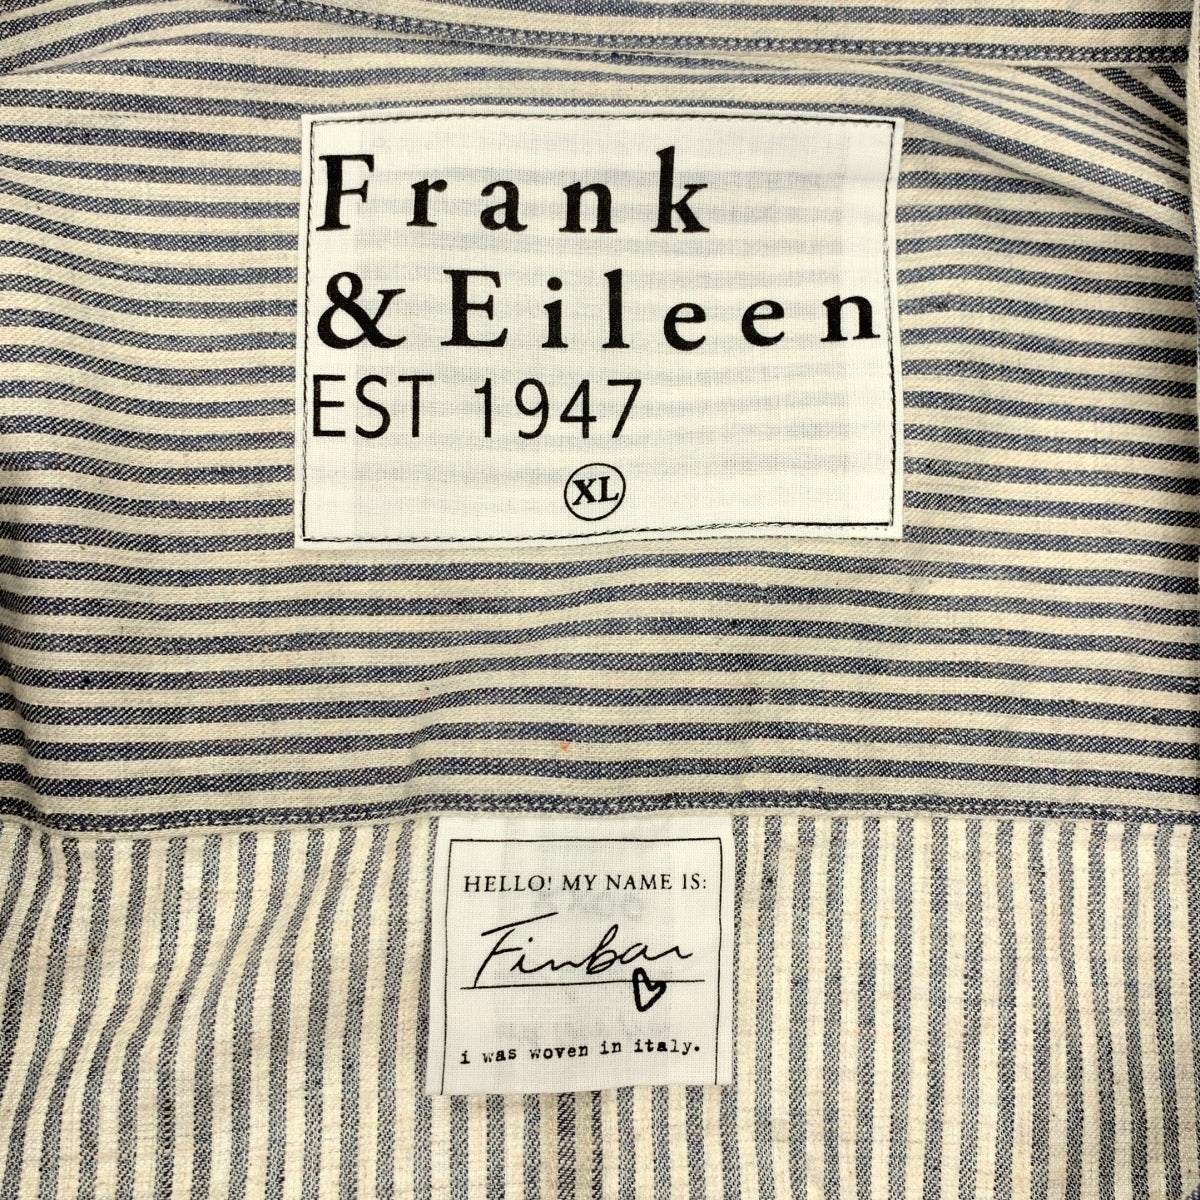 Frank
& Eileen
EST 1947
XL
HELLO! MY NAME IS:
Finbar
i was woven in italy.